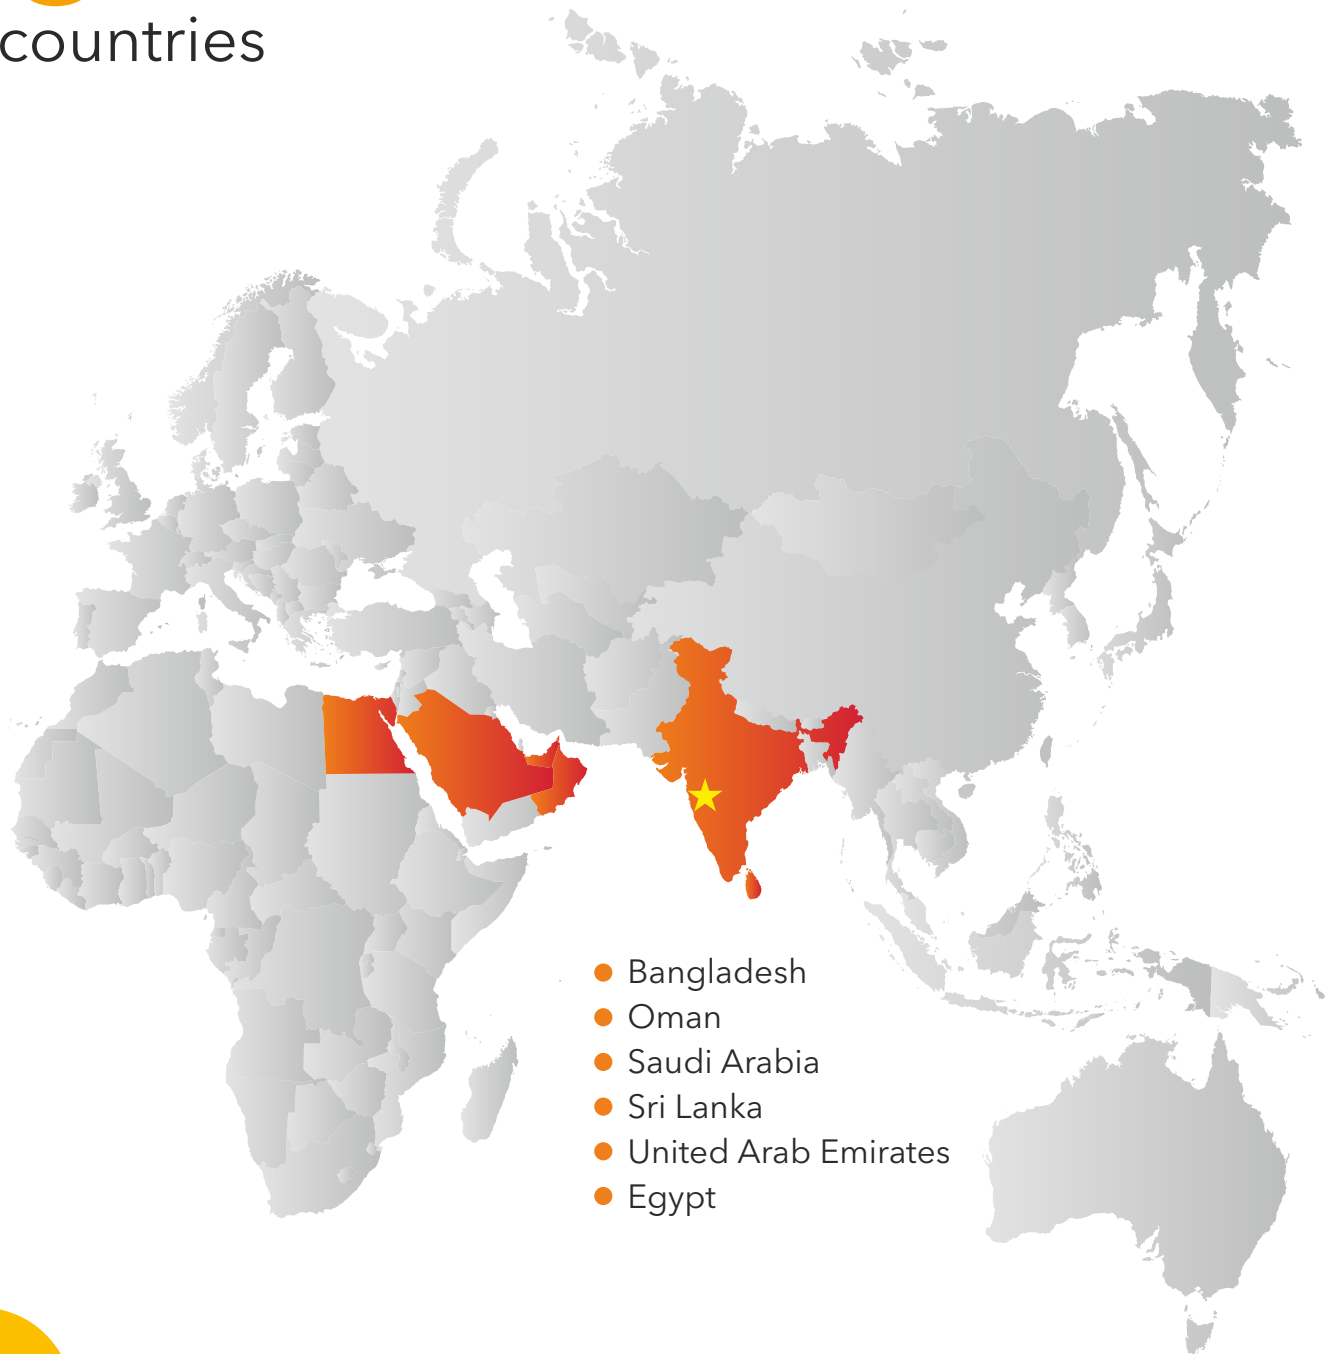 countries
Bangladesh
Oman
Saudi Arabia
Sri Lanka
United Arab Emirates
Egypt